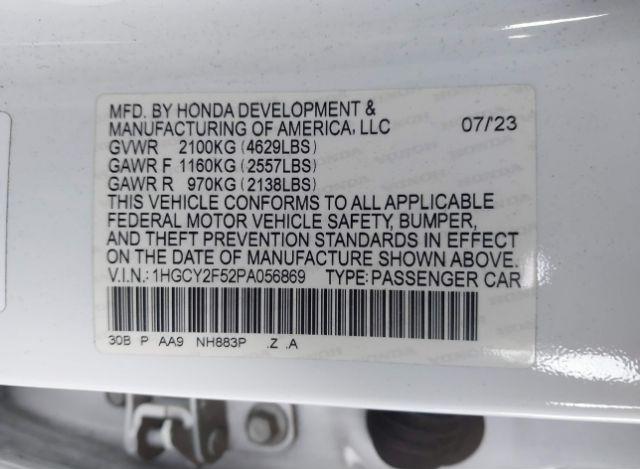 MFD. BY HONDA DEVELOPMENT &
MANUFACTURING OF AMERICA, LLC 07/'23
GVWR 2100KG (4629LBS)
GAWR F 1160KG (2557LBS)
GAWR R 970KG (2138LBS)
THIS VEHICLE CONFORMS TO ALL APPLICABLE
FEDERAL MOTOR VEHICLE SAFETY, BUMPER,
AND THEFT PREVENTION STANDARDS IN EFFECT
ON THE DATE OF MANUFACTURE SHOWN ABOVE.
V.I.N.: 1HGCY2F52PA056869 TYPE: PASSENGER CAR
30B P AA9 NH883P .Z .A